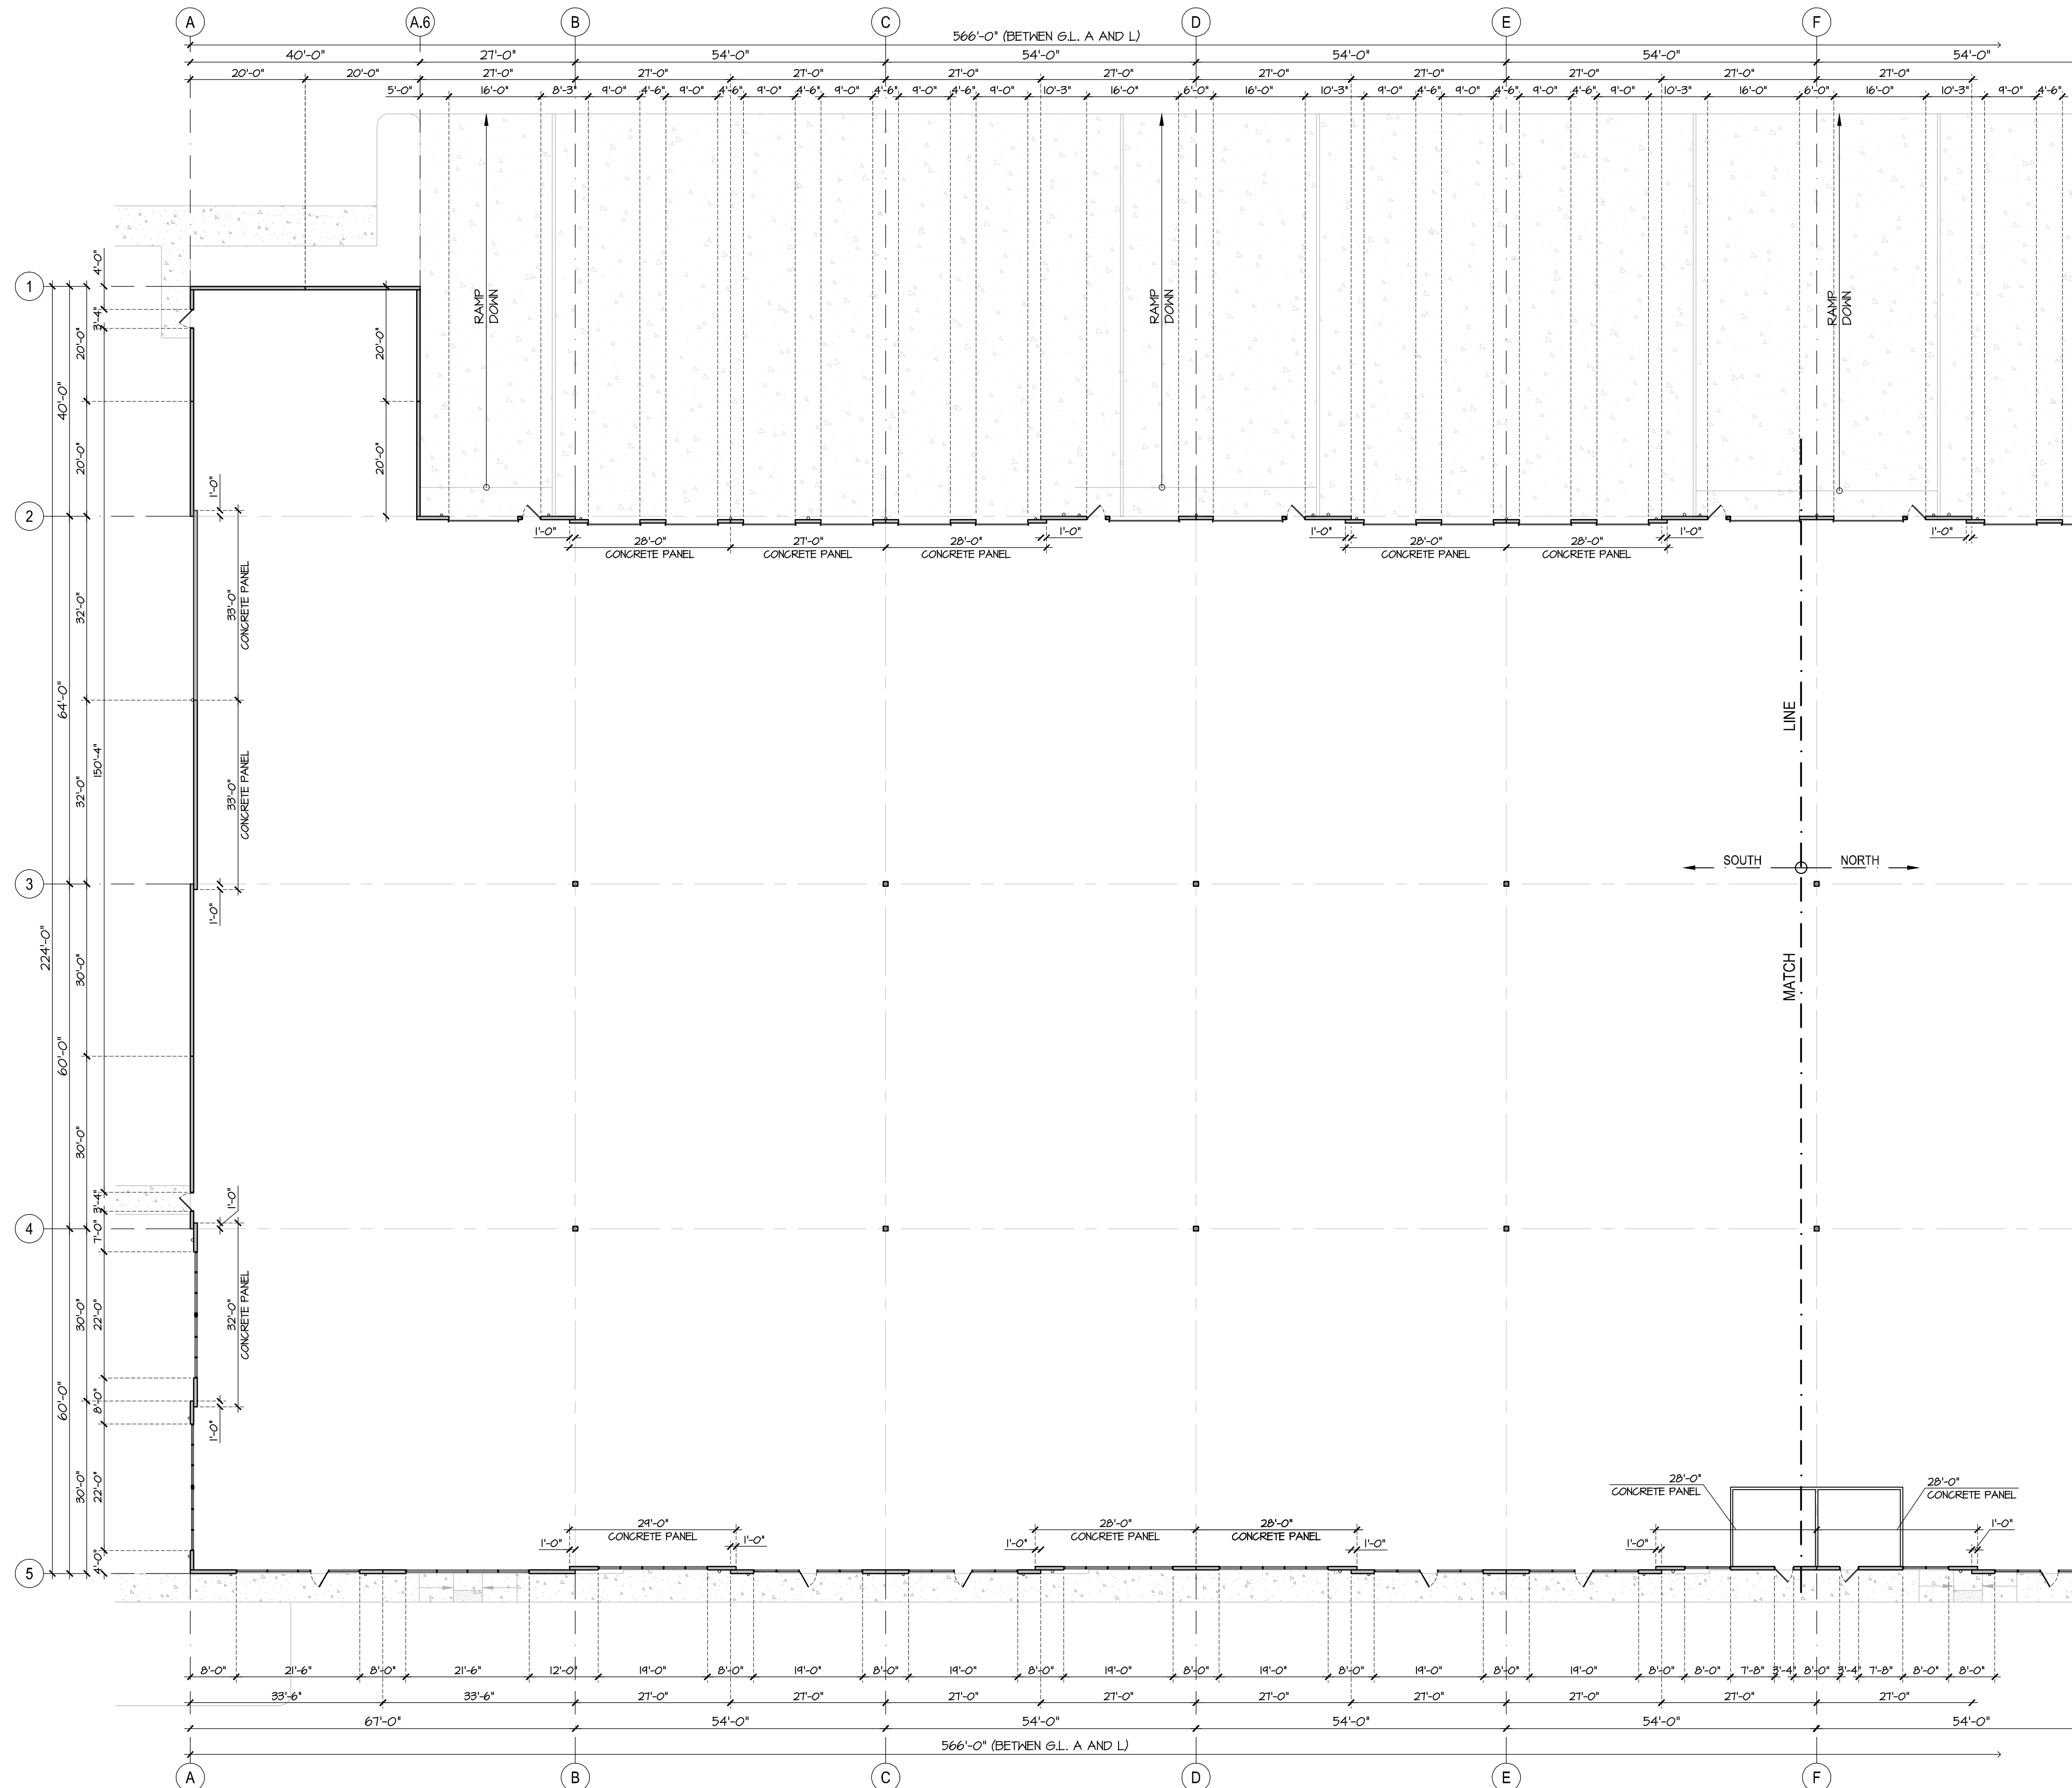 A A.6 B C D E F
566'-0" (BETWEN G.L. A AND L)
40'-0" 27'-0" 54'-0" 54'-0" 54'-0" 54'-0" 54'-0"
20'-0" 20'-0" 27'-0" 27'-0" 27'-0" 27'-0" 27'-0" 27'-0" 27'-0" 27'-0" 27'-0" 27'-0"
5'-0" 16'-0" 8'-3" 9'-0" 4'-6" 9'-0" 4'-6" 9'-0" 4'-6" 9'-0" 4'-6" 9'-0" 4'-6" 9'-0" 10'-3" 16'-0" 6'-0" 16'-0" 10'-3" 9'-0" 4'-6" 9'-0" 4'-6" 9'-0" 4'-6" 9'-0" 10'-3" 16'-0" 6'-0" 16'-0" 10'-3" 9'-0" 4'-6"
4'-0"
1
3'-4"
RAMP
DOWN
RAMP
DOWN
RAMP
DOWN
20'-0"
20'-0"
40'-0"
20'-0"
20'-0"
1'-0"
2
1'-0" 1'-0" 1'-0" 1'-0" 1'-0"
28'-0" 27'-0" 28'-0" 28'-0" 28'-0"
CONCRETE PANEL CONCRETE PANEL CONCRETE PANEL CONCRETE PANEL CONCRETE PANEL
32'-0"
33'-0"
CONCRETE PANEL
64'-0"
LINE
150'-4"
32'-0"
33'-0"
CONCRETE PANEL
SOUTH NORTH
3
1'-0"
224'-0"
30'-0"
MATCH
60'-0"
30'-0"
3'-4"
1'-0"
4
7'-0"
30'-0"
22'-0"
32'-0"
CONCRETE PANEL
60'-0"
8'-0"
1'-0"
30'-0"
22'-0"
28'-0"
CONCRETE PANEL
28'-0"
CONCRETE PANEL
29'-0" 28'-0" 28'-0"
CONCRETE PANEL CONCRETE PANEL CONCRETE PANEL
1'-0" 1'-0" 1'-0" 1'-0" 1'-0" 1'-0"
4'-0"
5
8'-0" 21'-6" 8'-0" 21'-6" 12'-0" 19'-0" 8'-0" 19'-0" 8'-0" 19'-0" 8'-0" 19'-0" 8'-0" 19'-0" 8'-0" 19'-0" 8'-0" 19'-0" 8'-0" 8'-0" 7'-8" 3'-4" 8'-0" 3'-4" 7'-8" 8'-0" 8'-0"
33'-6" 33'-6" 27'-0" 27'-0" 27'-0" 27'-0" 27'-0" 27'-0" 27'-0" 27'-0" 27'-0"
67'-0" 54'-0" 54'-0" 54'-0" 54'-0" 54'-0"
566'-0" (BETWEN G.L. A AND L)
A B C D E F